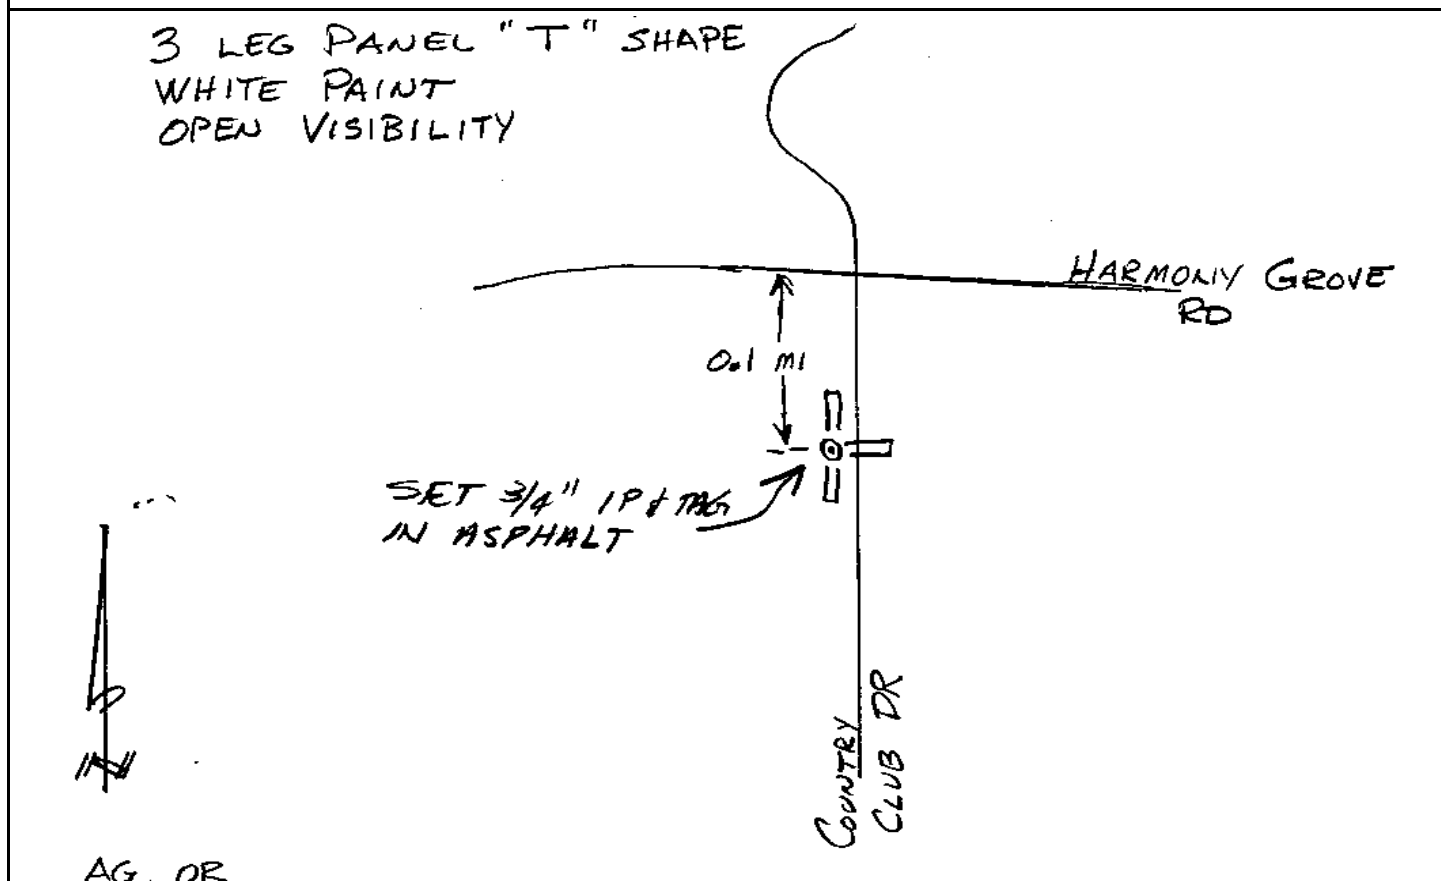 3 LEG PANEL "T" SHAPE
WHITE PAINT
OPEN VISIBILITY
HARMONY GROVE
RD
0.1 MI
SET 3/4" IP & TAG
IN ASPHALT
N
COUNTRY
CLUB DR
AG. OR